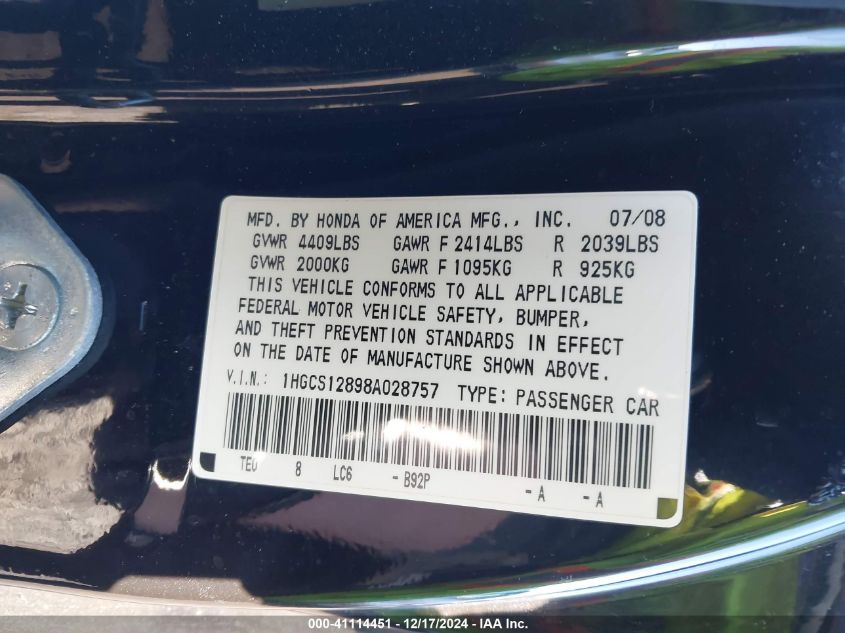 MFD. BY HONDA OF AMERICA MFG., INC. 07/08
GVWR 4409LBS GAWR F 2414LBS R 2039LBS
GVWR 2000KG GAWR F 1095KG R 925KG
THIS VEHICLE CONFORMS TO ALL APPLICABLE
FEDERAL MOTOR VEHICLE SAFETY, BUMPER,
AND THEFT PREVENTION STANDARDS IN EFFECT
ON THE DATE OF MANUFACTURE SHOWN ABOVE.
V.I.N.: 1HGCS12898A028757 TYPE: PASSENGER CAR
TE0 8 LC6 - B92P - A - A
000-41114451 - 12/17/2024 - IAA Inc.